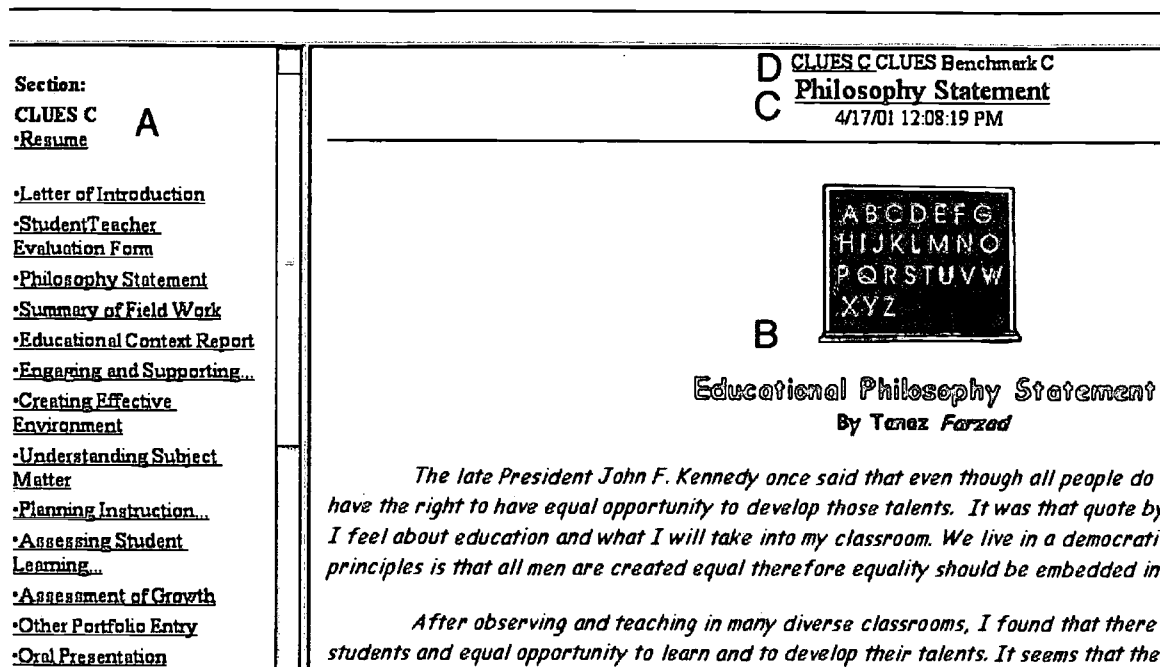 Section:
CLUES C
A
•Resume
•Letter of Introduction
•StudentTeacher
Evaluation Form
•Philosophy Statement
•Summary of Field Work
•Educational Context Report
•Engaging and Supporting...
•Creating Effective
Environment
•Understanding Subject
Matter
•Planning Instruction...
•Assessing Student
Learning...
•Assessment of Growth
•Other Portfolio Entry
•Oral Presentation
D CLUES C CLUES Benchmark C
C Philosophy Statement
4/17/01 12:08:19 PM
A B C D E F G
H I J K L M N O
P Q R S T U V W
X Y Z
B
Educational Philosophy Statement
By Tanaz Farzad
The late President John F. Kennedy once said that even though all people do
have the right to have equal opportunity to develop those talents. It was that quote by
I feel about education and what I will take into my classroom. We live in a democrati
principles is that all men are created equal therefore equality should be embedded in
After observing and teaching in many diverse classrooms, I found that there
students and equal opportunity to learn and to develop their talents. It seems that the